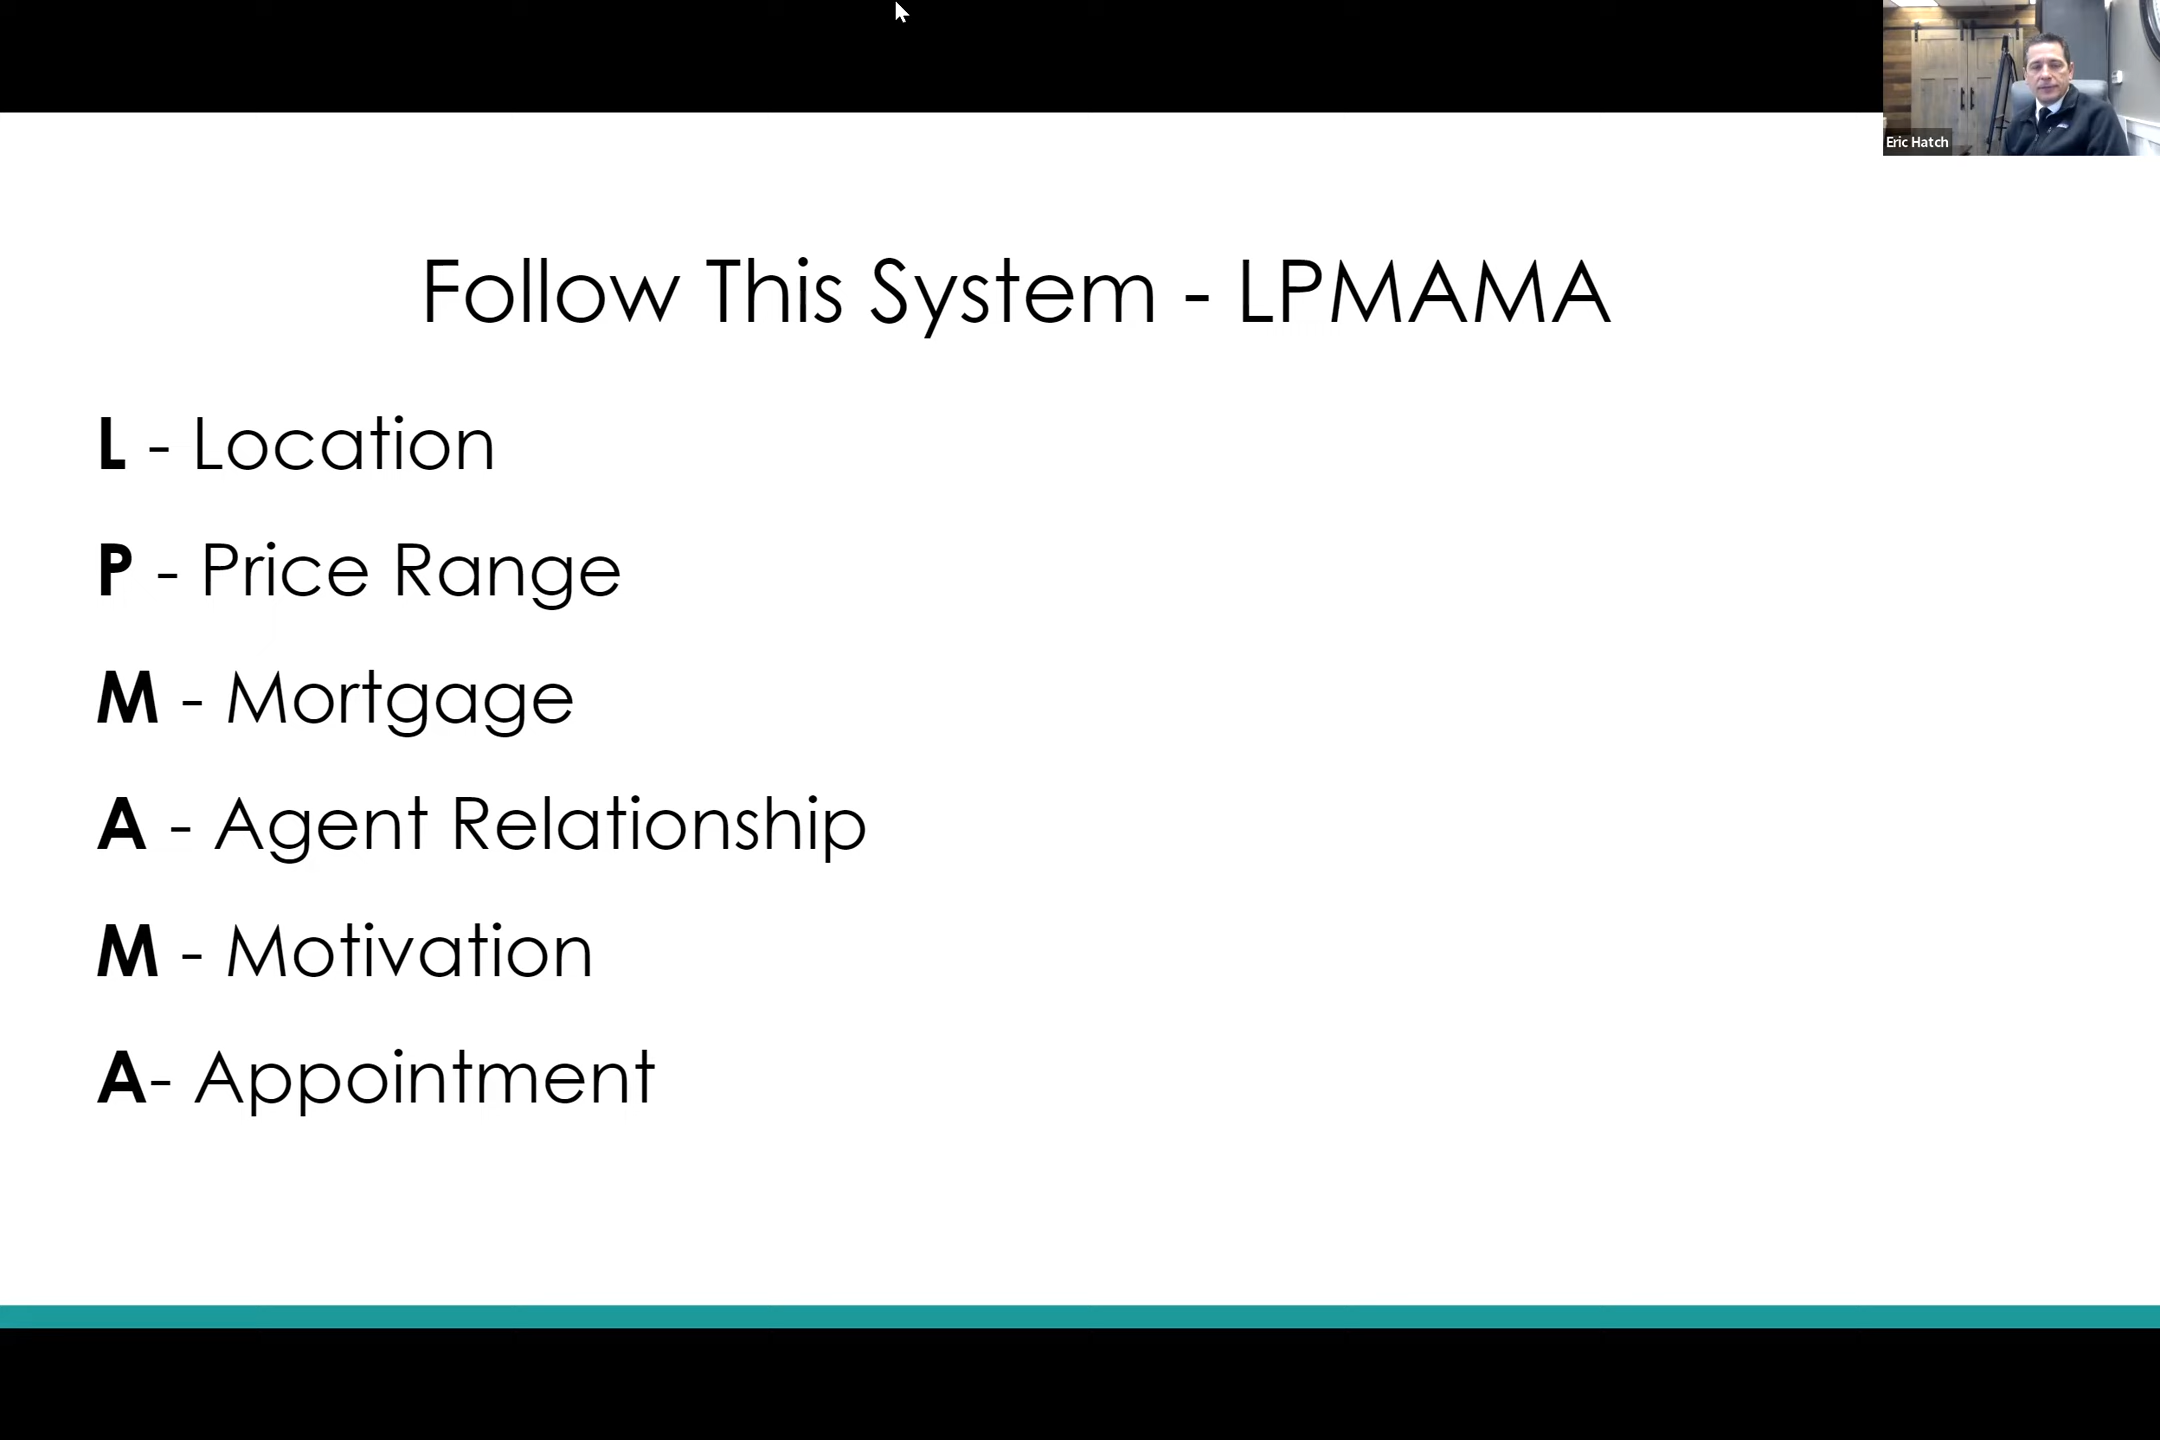 Eric Hatch
Follow This System - LPMAMA
L - Location
P - Price Range
M - Mortgage
A - Agent Relationship
M - Motivation
A- Appointment